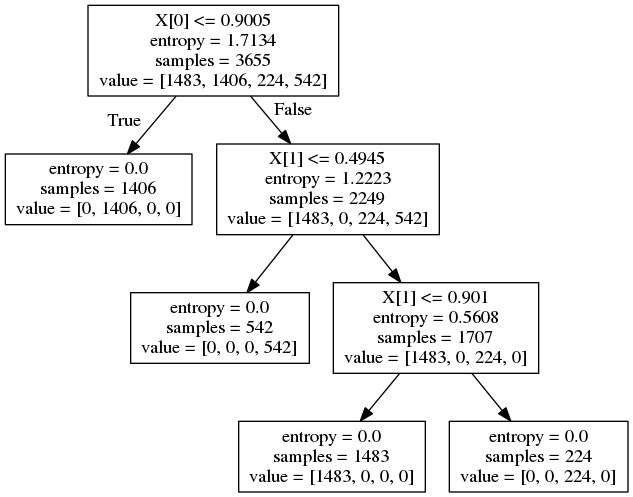 X[0] <= 0.9005
entropy = 1.7134
samples = 3655
value = [1483, 1406, 224, 542]
True
False
entropy = 0.0
samples = 1406
value = [0, 1406, 0, 0]
X[1] <= 0.4945
entropy = 1.2223
samples = 2249
value = [1483, 0, 224, 542]
entropy = 0.0
samples = 542
value = [0, 0, 0, 542]
X[1] <= 0.901
entropy = 0.5608
samples = 1707
value = [1483, 0, 224, 0]
entropy = 0.0
samples = 1483
value = [1483, 0, 0, 0]
entropy = 0.0
samples = 224
value = [0, 0, 224, 0]